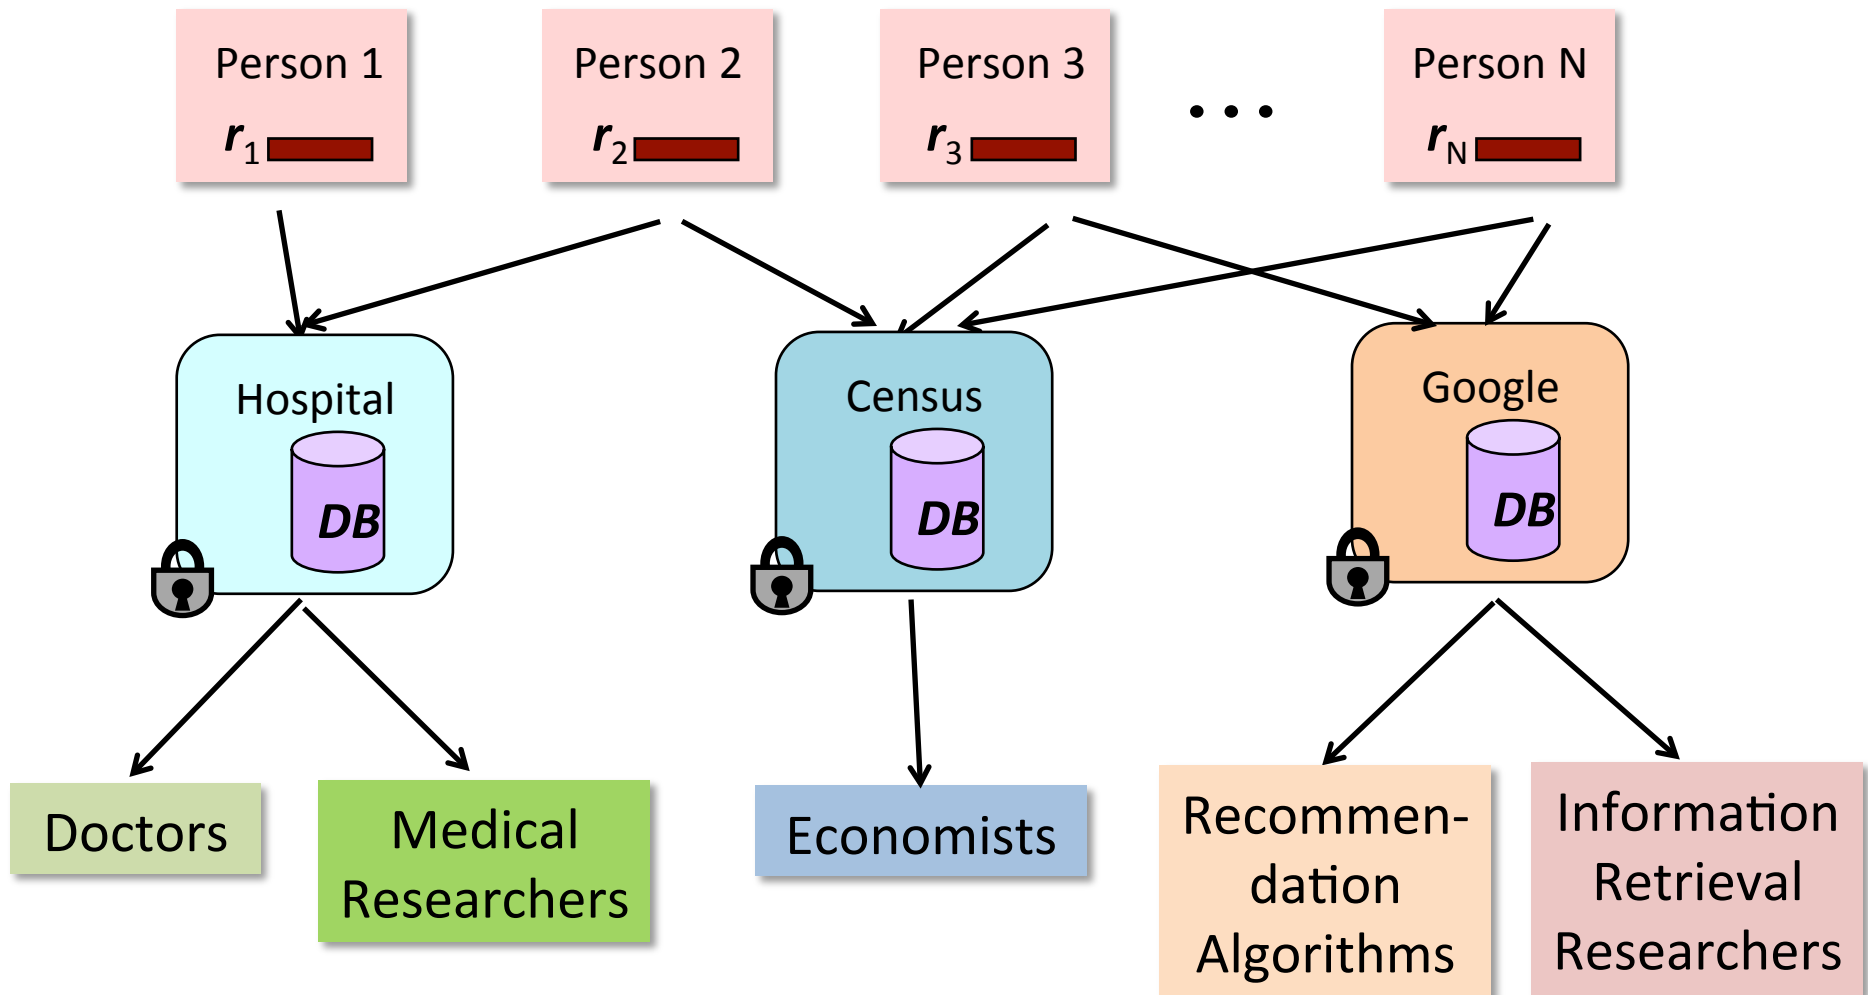 Person 1
r1
Person 2
r2
Person 3
r3
• • •
Person N
rN
Hospital
DB
Census
DB
Google
DB
Doctors
Medical
Researchers
Economists
Recommen-
dation
Algorithms
Information
Retrieval
Researchers